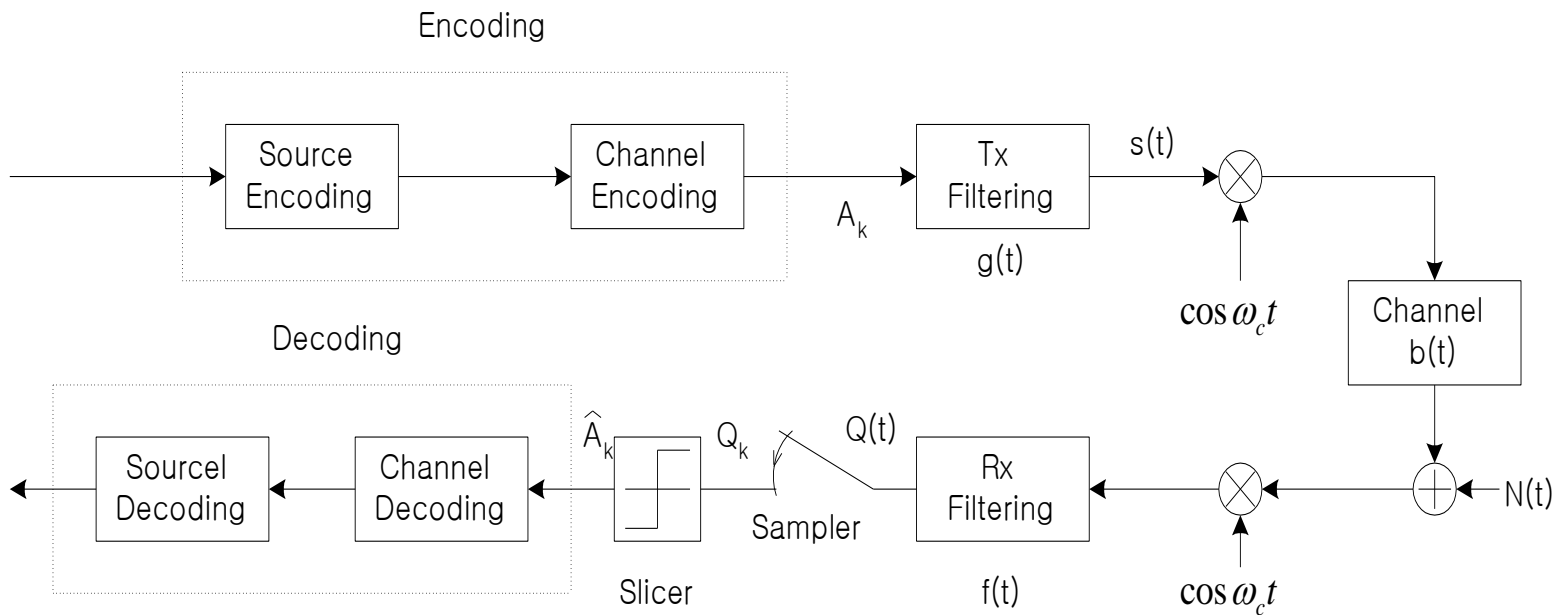 Encoding
Source
Encoding
Channel
Encoding
A_k
Tx
Filtering
g(t)
s(t)
cos ω_c t
Channel
b(t)
Decoding
Sourcel
Decoding
Channel
Decoding
Â_k
Slicer
Q_k
Sampler
Q(t)
Rx
Filtering
f(t)
cos ω_c t
N(t)